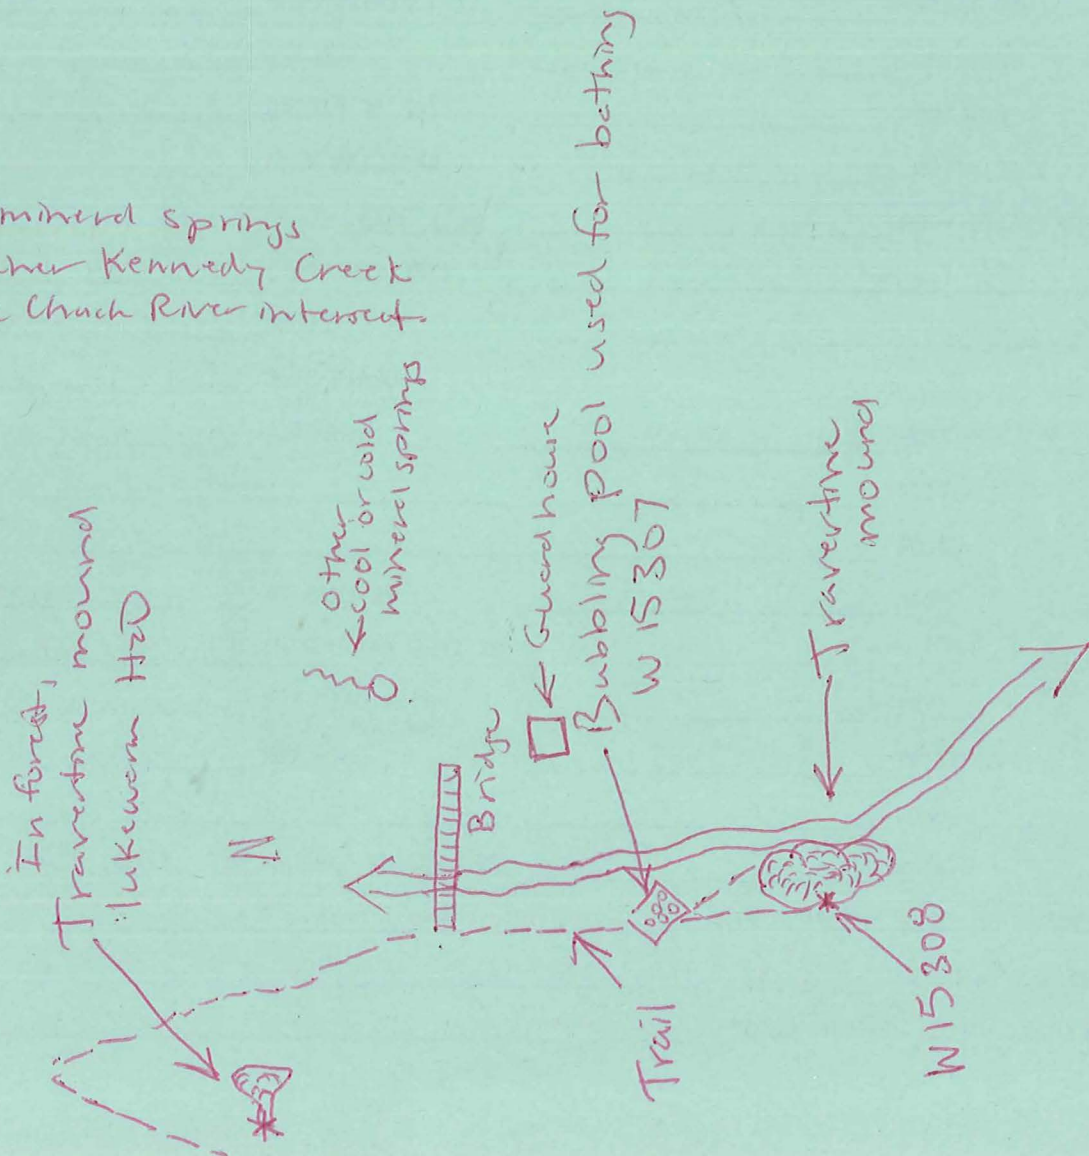 minerd springs
Kennedy Creek
Chuck River intersect.
In forest,
Travertine mound
lukewarm H2O
N
other
cool or cold
mineral springs
Bridge
Guard house
Bubbling pool used for bathing
W15307
Trail
Travertine
mound
W15308